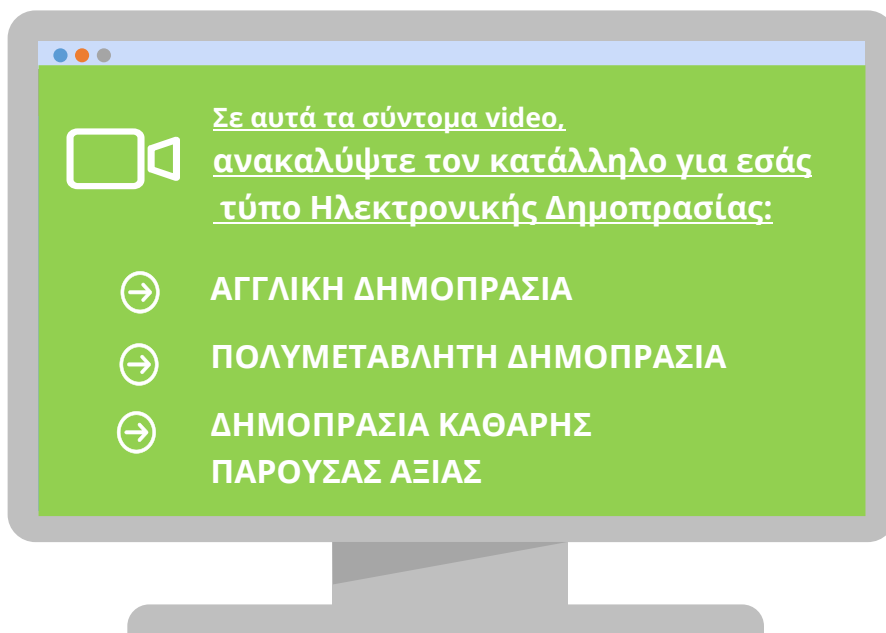 Σε αυτά τα σύντομα video,
ανακαλύψτε τον κατάλληλο για εσάς
τύπο Ηλεκτρονικής Δημοπρασίας:
ΑΓΓΛΙΚΗ ΔΗΜΟΠΡΑΣΙΑ
ΠΟΛΥΜΕΤΑΒΛΗΤΗ ΔΗΜΟΠΡΑΣΙΑ
ΔΗΜΟΠΡΑΣΙΑ ΚΑΘΑΡΗΣ
ΠΑΡΟΥΣΑΣ ΑΞΙΑΣ